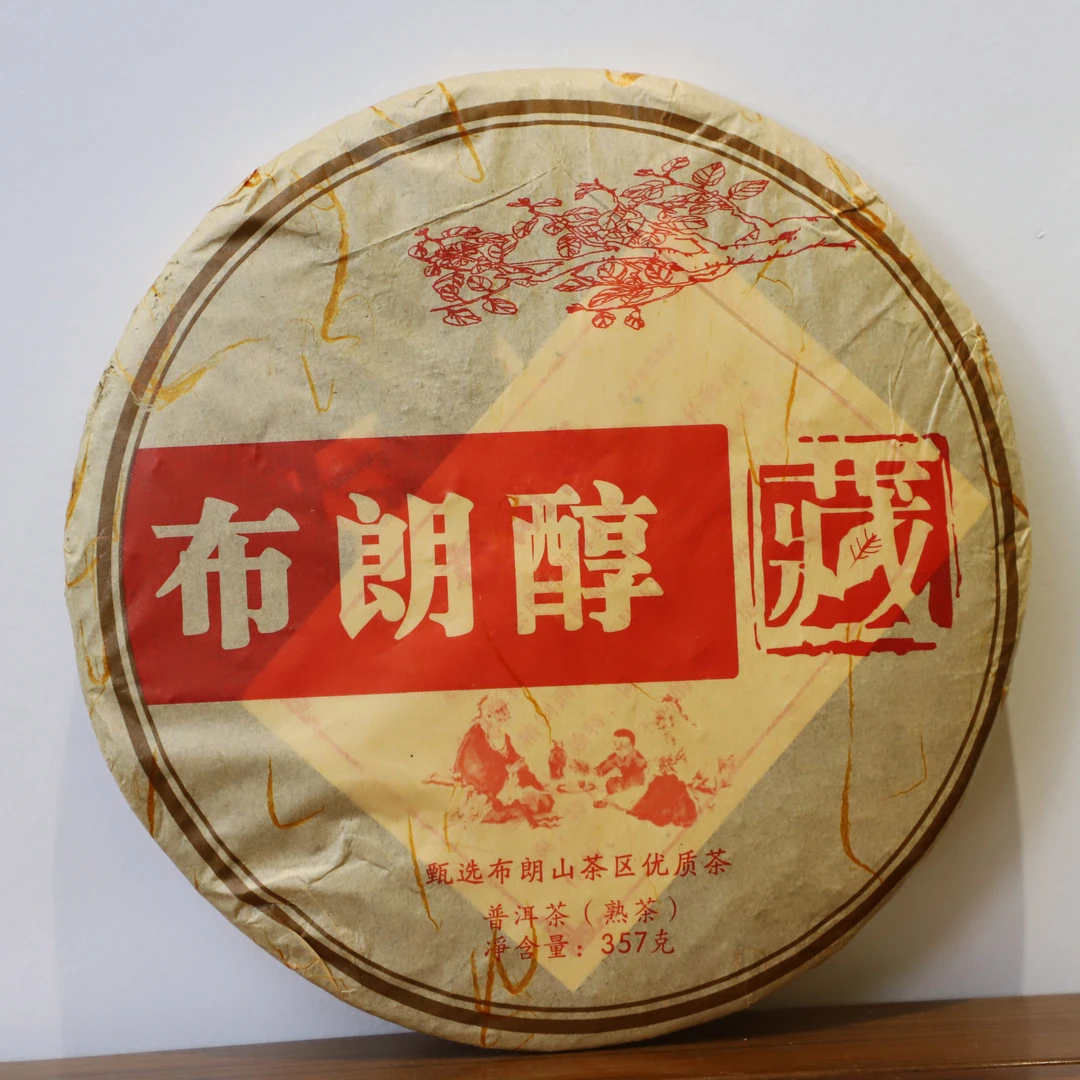 布朗醇
藏
甄选布朗山茶区优质茶
普洱茶（熟茶）
淨含量：357克